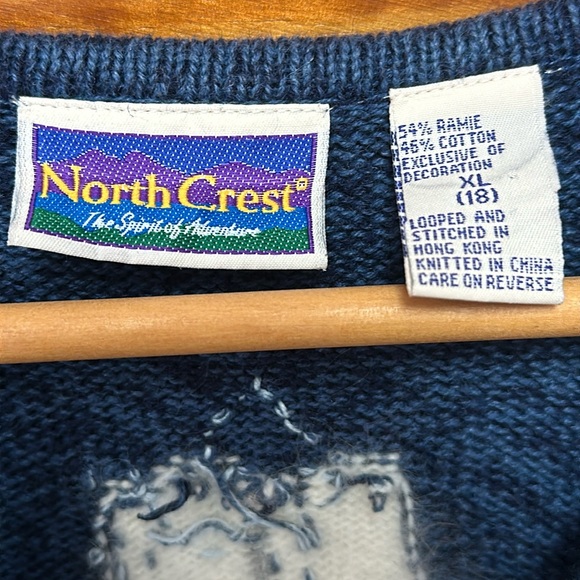 North Crest
The Spirit of Adventure
54% RAMIE
46% COTTON
EXCLUSIVE OF
DECORATION
XL
(18)
LOOPED AND
STITCHED IN
HONG KONG
KNITTED IN CHINA
CARE ON REVERSE